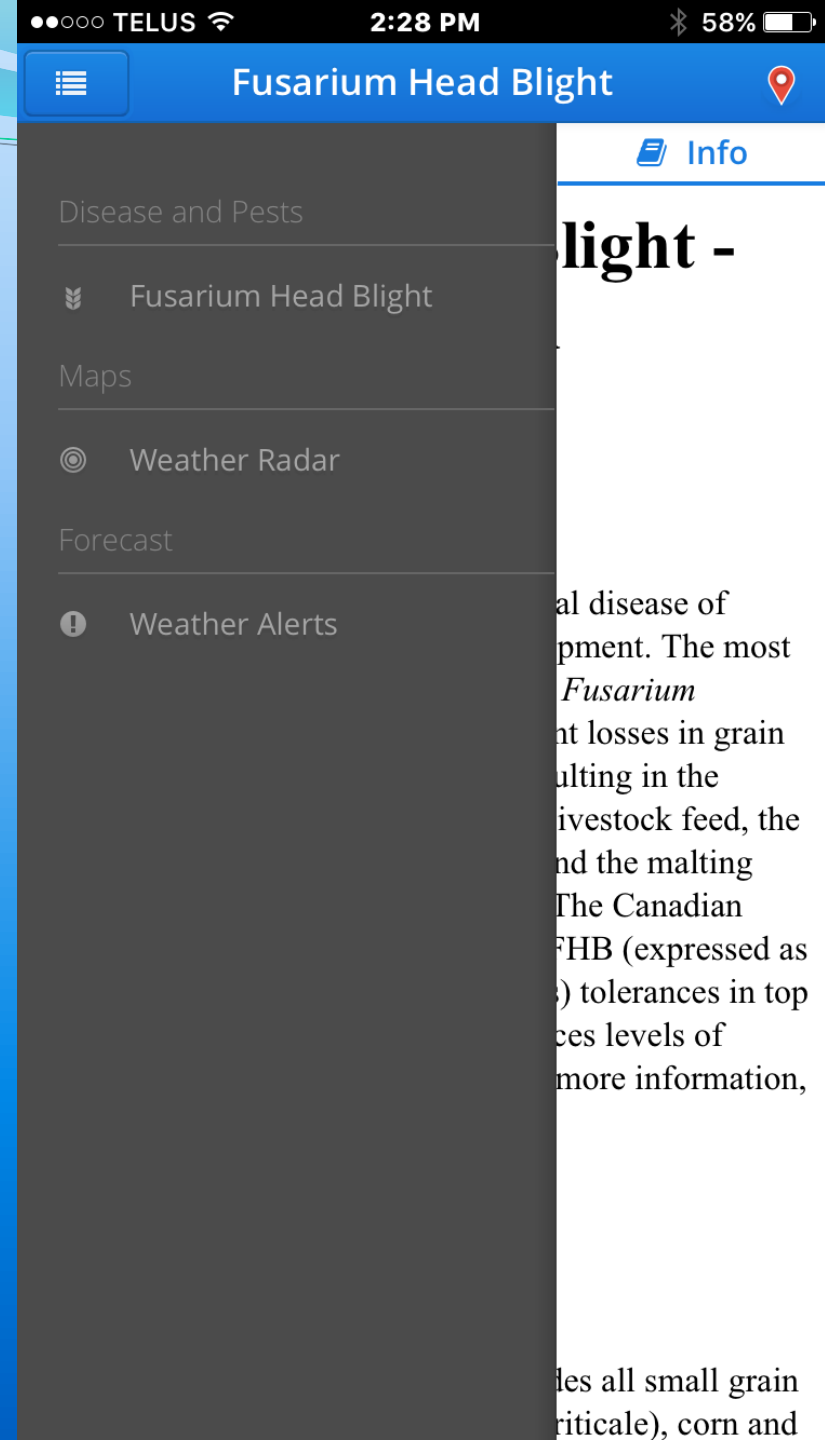 TELUS 2:28 PM 58%
Fusarium Head Blight
Info
Disease and Pests
Fusarium Head Blight
Maps
Weather Radar
Forecast
Weather Alerts
light -
al disease of
pment. The most
Fusarium
nt losses in grain
ulting in the
ivestock feed, the
nd the malting
The Canadian
FHB (expressed as
s) tolerances in top
ces levels of
more information,
des all small grain
riticale), corn and